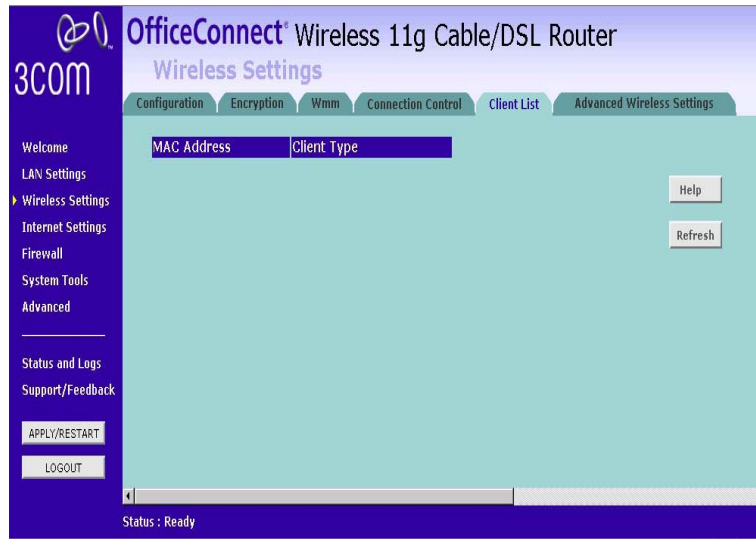 3com
OfficeConnect® Wireless 11g Cable/DSL Router
Wireless Settings
Configuration Encryption Wmm Connection Control Client List Advanced Wireless Settings
Welcome
LAN Settings
Wireless Settings
Internet Settings
Firewall
System Tools
Advanced
Status and Logs
Support/Feedback
APPLY/RESTART
LOGOUT
MAC Address Client Type
Help
Refresh
Status : Ready